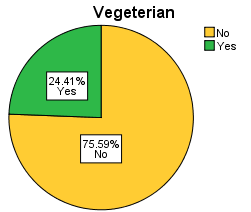 Vegeterian
No
Yes
24.41%
Yes
75.59%
No